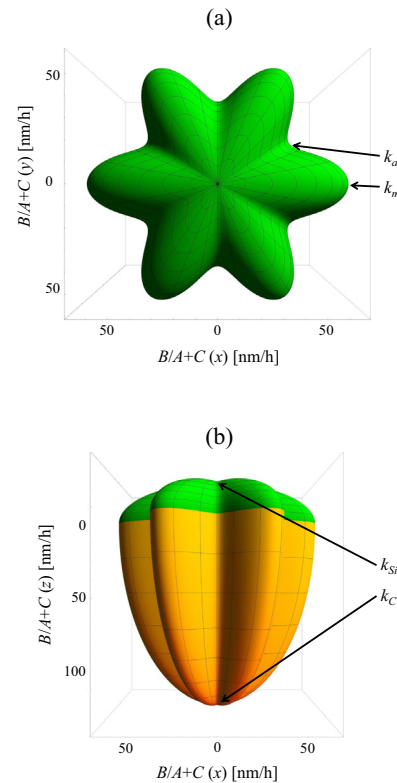 (a)
50
0
50
B/A+C (y) [nm/h]
50 0 50
B/A+C (x) [nm/h]
k_a
k_m
(b)
0
50
100
B/A+C (z) [nm/h]
50 0 50
B/A+C (x) [nm/h]
k_Si
k_C